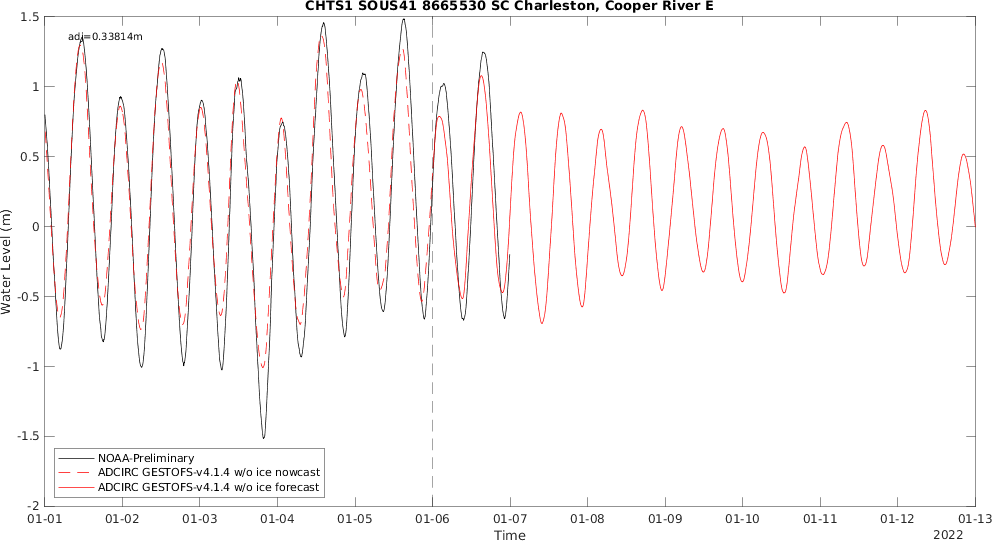 CHTS1 SOUS41 8665530 SC Charleston, Cooper River E
adj=0.33814m
Water Level (m)
1.5
1
0.5
0
-0.5
-1
-1.5
-2
NOAA-Preliminary
ADCIRC GESTOFS-v4.1.4 w/o ice nowcast
ADCIRC GESTOFS-v4.1.4 w/o ice forecast
01-01 01-02 01-03 01-04 01-05 01-06 01-07 01-08 01-09 01-10 01-11 01-12 01-13
Time
2022